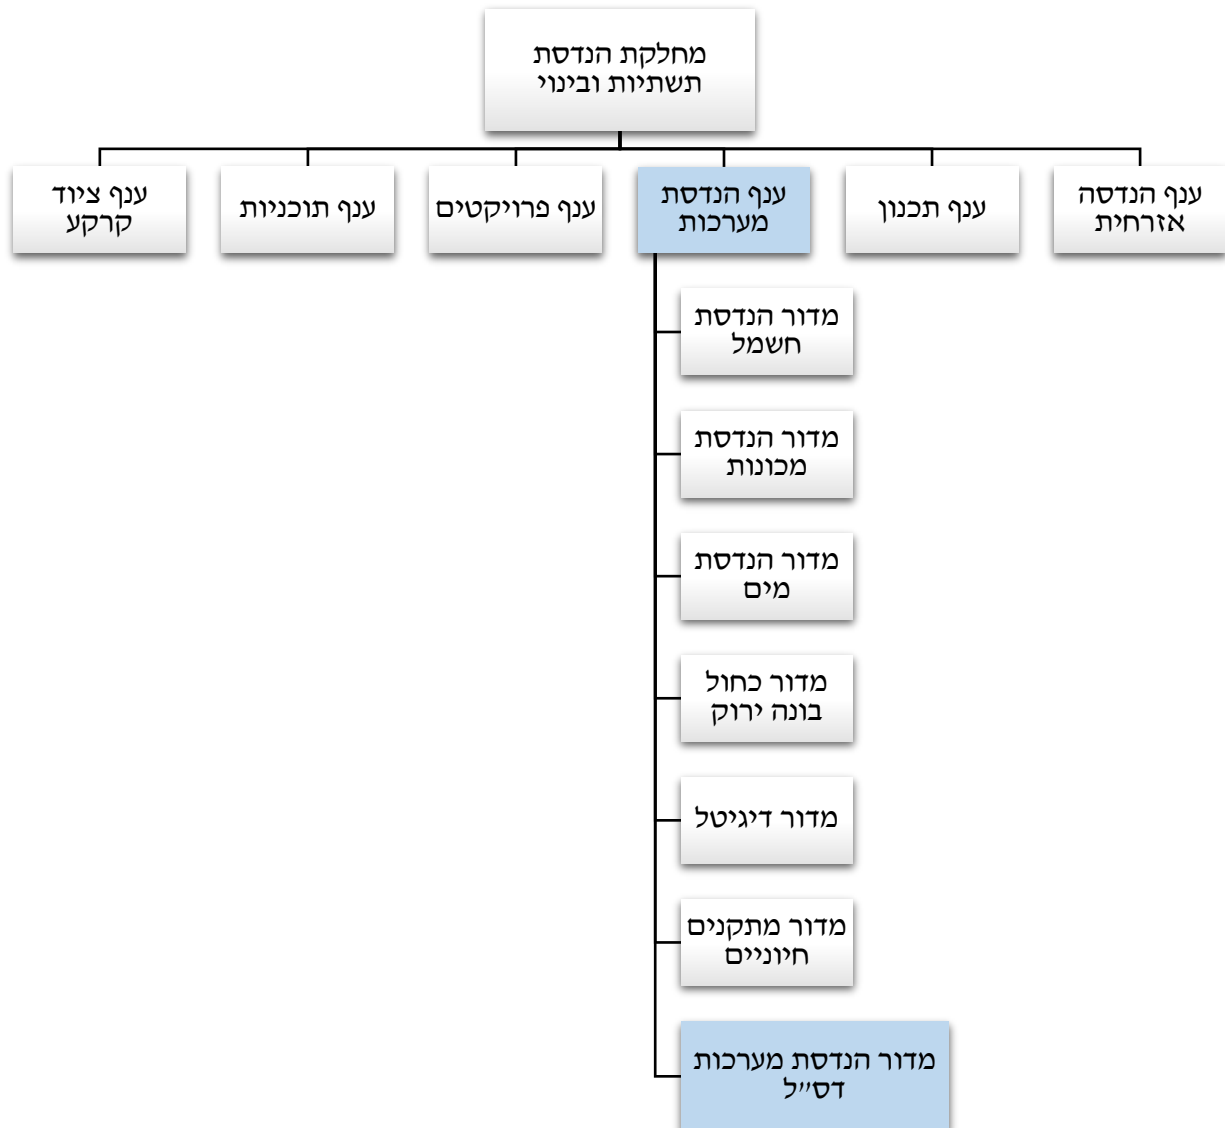 מחלקת הנדסת
תשתיות ובינוי
ענף הנדסה
אזרחית
ענף תכנון
ענף הנדסת
מערכות
ענף פרויקטים
ענף תוכניות
ענף ציוד
קרקע
מדור הנדסת
חשמל
מדור הנדסת
מכונות
מדור הנדסת
מים
מדור כחול
בונה ירוק
מדור דיגיטל
מדור מתקנים
חיוניים
מדור הנדסת מערכות
דס״ל